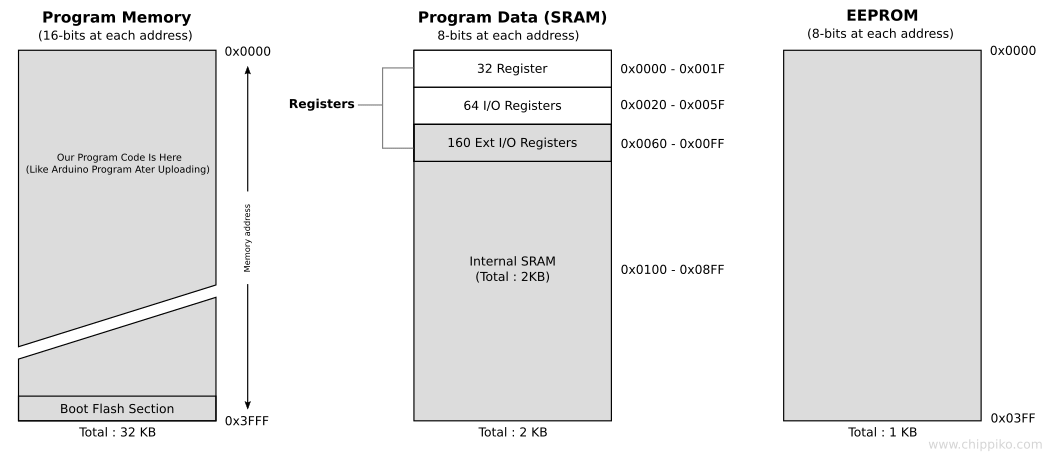 Program Memory
(16-bits at each address)
0x0000
Our Program Code Is Here
(Like Arduino Program Ater Uploading)
Memory address
Boot Flash Section
0x3FFF
Total : 32 KB
Program Data (SRAM)
8-bits at each address)
Registers
32 Register
0x0000 - 0x001F
64 I/O Registers
0x0020 - 0x005F
160 Ext I/O Registers
0x0060 - 0x00FF
Internal SRAM
(Total : 2KB)
0x0100 - 0x08FF
Total : 2 KB
EEPROM
(8-bits at each address)
0x0000
0x03FF
Total : 1 KB
www.chippiko.com